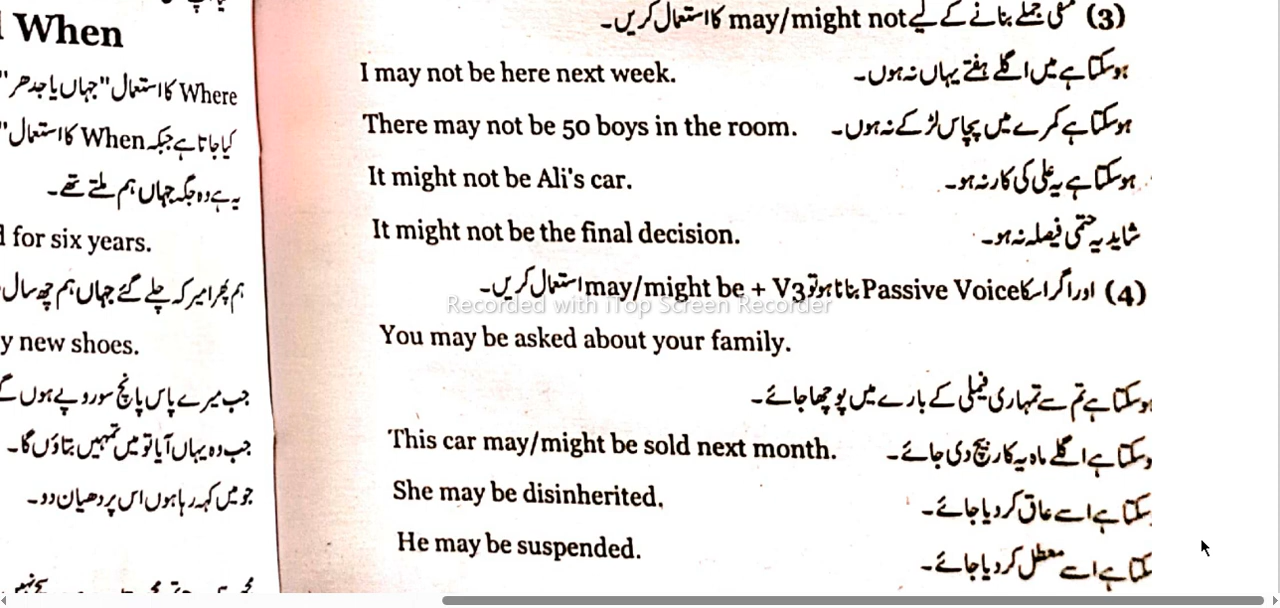 When
Where کا استعمال "جہاں یا جدھر"
کیا جاتا ہے جبکہ When کا استعمال "
یہ ہے وہ جگہ جہاں ہم ملتے تھے۔
for six years.
ہم پھر امیرکہ چلے گئے جہاں ہم چھ سال
y new shoes.
جب میرے پاس پانچ سو روپے ہوں گے
جب وہ یہاں آیا تو میں تمہیں بتاؤں گا۔
جو میں کہہ رہا ہوں اس پر دھیان دو۔
(3) منفی جملے بنانے کے لیے may/might not کا استعمال کریں۔
I may not be here next week. ہوسکتا ہے میں اگلے ہفتے یہاں نہ ہوں۔
There may not be 50 boys in the room. ہوسکتا ہے کمرے میں پچاس لڑکے نہ ہوں۔
It might not be Ali's car. ہوسکتا ہے یہ علی کی کار نہ ہو۔
It might not be the final decision. شاید یہ حتمی فیصلہ نہ ہو۔
(4) اور اگر اس کا Passive Voice بنانا ہو تو may/might be + V3 استعمال کریں۔
Recorded with iTop Screen Recorder
You may be asked about your family.
ہوسکتا ہے تم سے تمہاری فیملی کے بارے میں پوچھا جائے۔
This car may/might be sold next month. وسکتا ہے اگلے ماہ یہ کار بیچ دی جائے۔
She may be disinherited. سکتا ہے اسے عاق کر دیا جائے۔
He may be suspended. کتا ہے اسے معطل کر دیا جائے۔